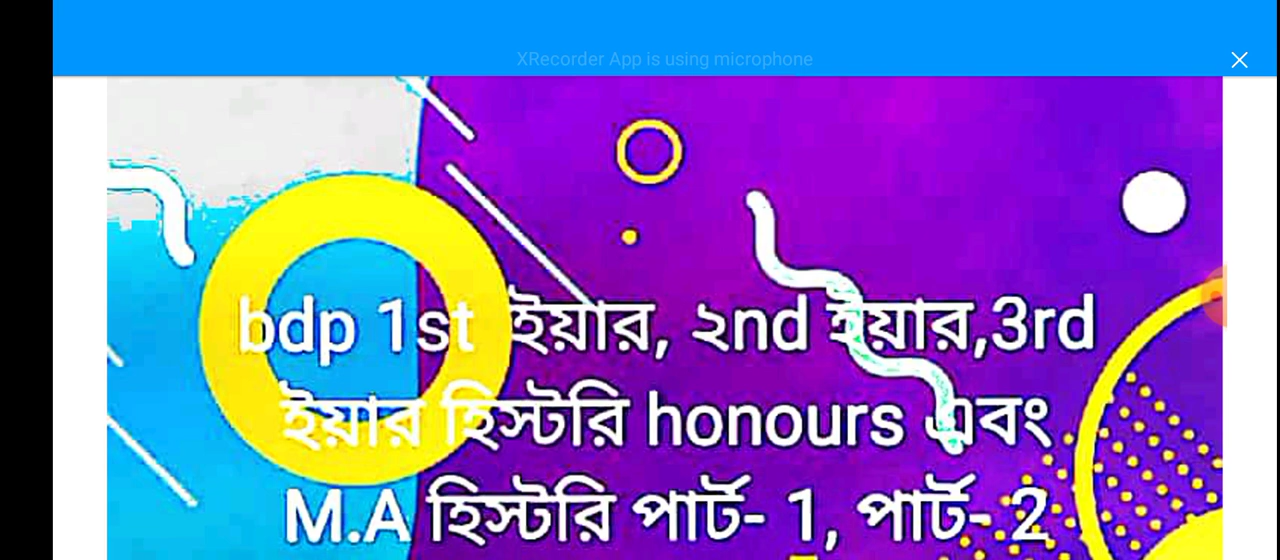 XRecorder App is using microphone
bdp 1st ইয়ার, ২nd ইয়ার,3rd
ইয়ার হিস্টরি honours এবং
M.A হিস্টরি পার্ট- 1, পার্ট- 2